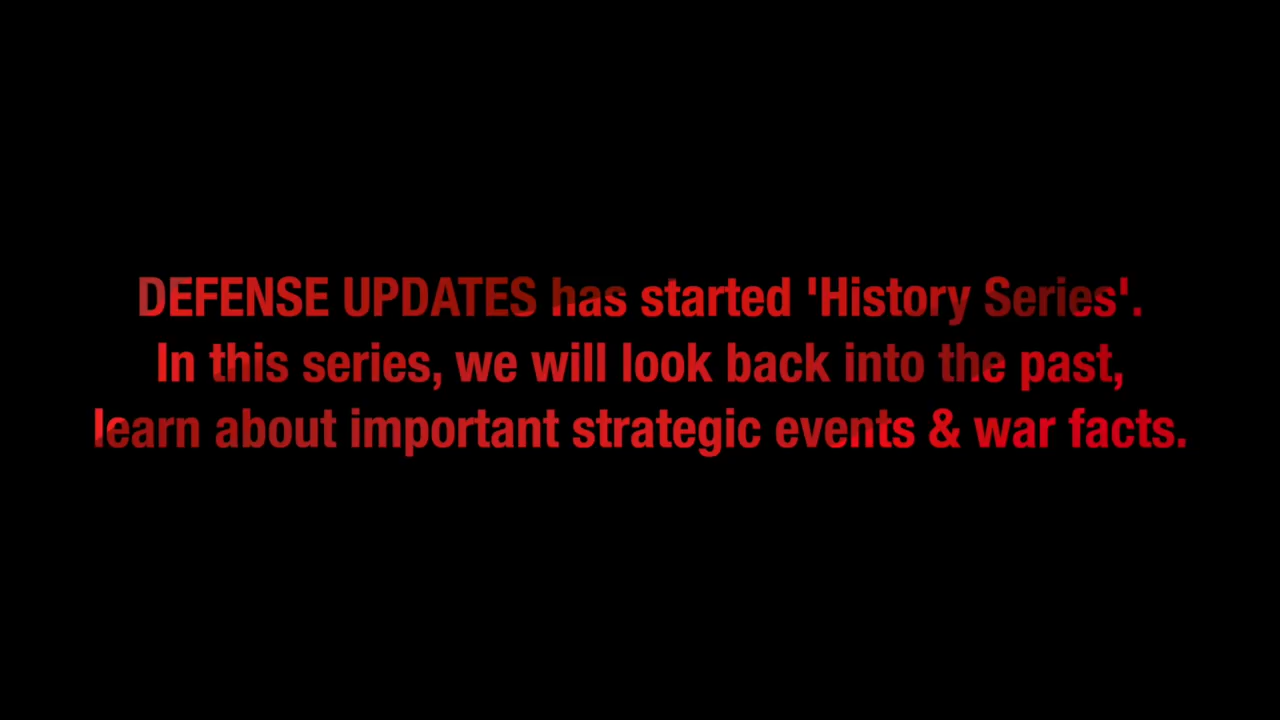 DEFENSE UPDATES has started 'History Series'.
In this series, we will look back into the past,
learn about important strategic events & war facts.